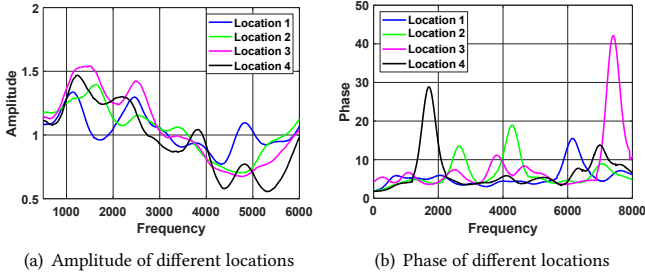 2
1.5
1
0.5
Amplitude
1000 2000 3000 4000 5000 6000
Frequency
Location 1
Location 2
Location 3
Location 4
(a) Amplitude of different locations
50
40
30
20
10
0
Phase
0 2000 4000 6000 8000
Frequency
Location 1
Location 2
Location 3
Location 4
(b) Phase of different locations